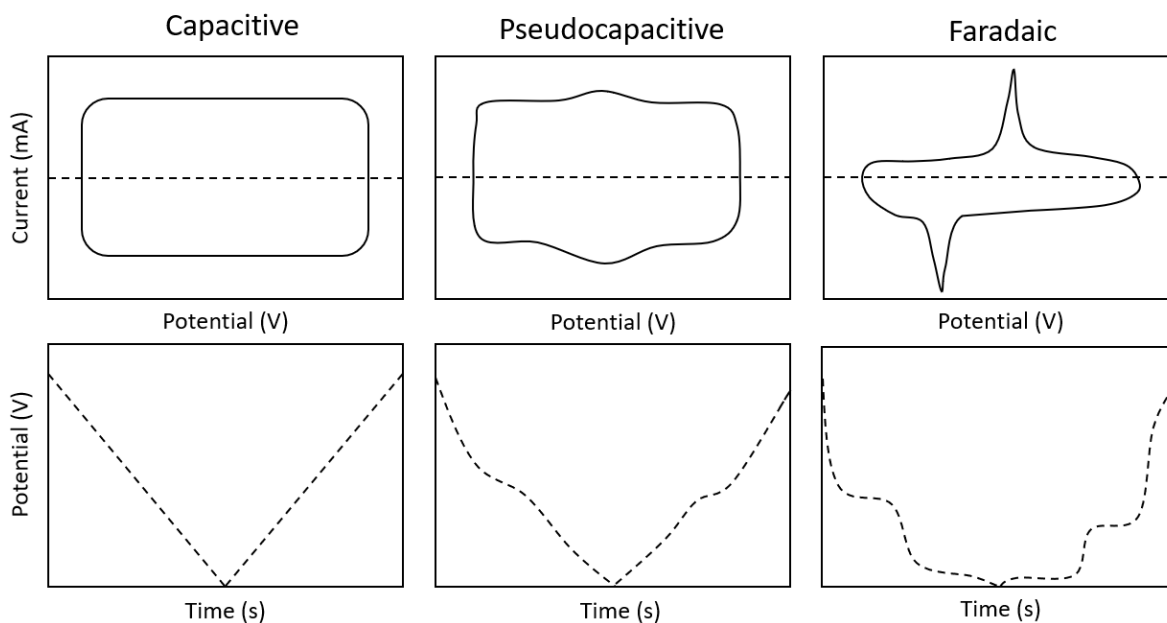 Capacitive
Pseudocapacitive
Faradaic
Current (mA)
Potential (V)
Potential (V)
Potential (V)
Potential (V)
Time (s)
Time (s)
Time (s)